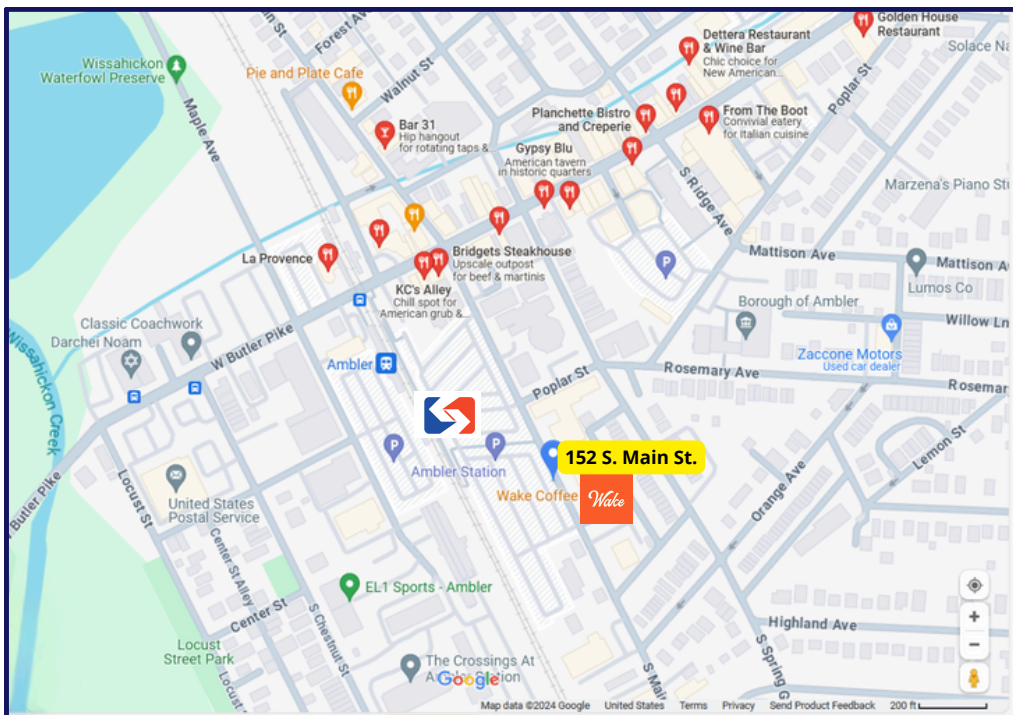 Golden House
Restaurant
Dettera Restaurant
& Wine Bar
Chic choice for
New American...
Forest Ave
Wissahickon
Waterfowl Preserve
Pie and Plate Cafe
Walnut St
Maple Ave
Poplar St
Bar 31
Hip hangout
for rotating taps &
Planchette Bistro
and Creperie
From The Boot
Convivial eatery
for Italian cuisine
Gypsy Blu
American tavern
in historic quarters
S Ridge Ave
Marzena's Piano Stu
La Provence
Bridgets Steakhouse
Upscale outpost
for beef & martinis
P
Mattison Ave
Mattison A
KC's Alley
Chill spot for
American grub &...
Lumos Co
Borough of Ambler
Classic Coachwork
Darchei Noam
W Butler Pike
Willow Ln
Wissahickon Creek
Ambler
Zaccone Motors
Used car dealer
Rosemary Ave
Rosemar
Poplar St
P
P
Ambler Station
152 S. Main St.
Lemon St
Orange Ave
Wake Coffee
Wake
Butler Pike
Locust St
United States
Postal Service
Center St Alley
EL1 Sports - Ambler
Center St
S Chestnut St
Highland Ave
Locust
Street Park
Locust
S Spring G
S Mai
The Crossings At
Google
Map data ©2024 Google
United States
Terms
Privacy
Send Product Feedback
200 ft